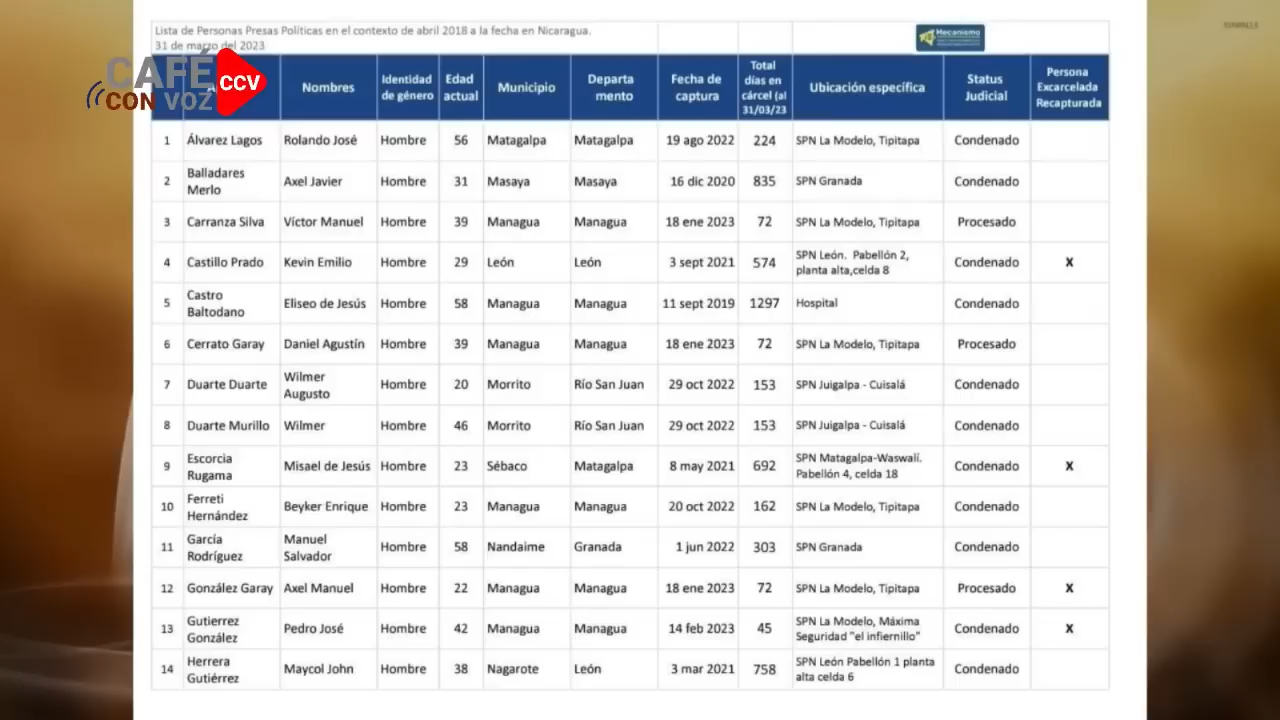 Lista de Personas Presas Políticas en el contexto de abril 2018 a la fecha en Nicaragua.
31 de marzo del 2023
Mecanismo
CAFÉ
CON VOZ
CCV
Nombres
Identidad de género
Edad actual
Municipio
Departa mento
Fecha de captura
Total días en cárcel (al 31/03/23
Ubicación específica
Status Judicial
Persona Excarcelada Recapturada
1 Álvarez Lagos Rolando José Hombre 56 Matagalpa Matagalpa 19 ago 2022 224 SPN La Modelo, Tipitapa Condenado
2 Balladares Merlo Axel Javier Hombre 31 Masaya Masaya 16 dic 2020 835 SPN Granada Condenado
3 Carranza Silva Víctor Manuel Hombre 39 Managua Managua 18 ene 2023 72 SPN La Modelo, Tipitapa Procesado
4 Castillo Prado Kevin Emilio Hombre 29 León León 3 sept 2021 574 SPN León. Pabellón 2, planta alta,celda 8 Condenado X
5 Castro Baltodano Eliseo de Jesús Hombre 58 Managua Managua 11 sept 2019 1297 Hospital Condenado
6 Cerrato Garay Daniel Agustín Hombre 39 Managua Managua 18 ene 2023 72 SPN La Modelo, Tipitapa Procesado
7 Duarte Duarte Wilmer Augusto Hombre 20 Morrito Río San Juan 29 oct 2022 153 SPN Juigalpa - Cuisalá Condenado
8 Duarte Murillo Wilmer Hombre 46 Morrito Río San Juan 29 oct 2022 153 SPN Juigalpa - Cuisalá Condenado
9 Escorcia Rugama Misael de Jesús Hombre 23 Sébaco Matagalpa 8 may 2021 692 SPN Matagalpa-Waswalí. Pabellón 4, celda 18 Condenado X
10 Ferreti Hernández Beyker Enrique Hombre 23 Managua Managua 20 oct 2022 162 SPN La Modelo, Tipitapa Condenado
11 García Rodríguez Manuel Salvador Hombre 58 Nandaime Granada 1 jun 2022 303 SPN Granada Condenado
12 González Garay Axel Manuel Hombre 22 Managua Managua 18 ene 2023 72 SPN La Modelo, Tipitapa Procesado X
13 Gutierrez González Pedro José Hombre 42 Managua Managua 14 feb 2023 45 SPN La Modelo, Máxima Seguridad "el infiernillo" Condenado X
14 Herrera Gutiérrez Maycol John Hombre 38 Nagarote León 3 mar 2021 758 SPN León Pabellón 1 planta alta celda 6 Condenado